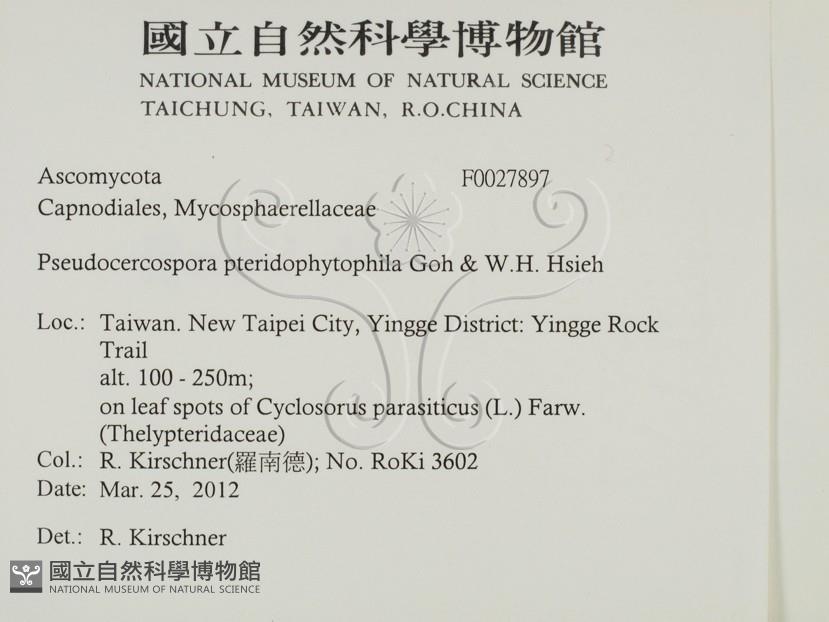 國立自然科學博物館
NATIONAL MUSEUM OF NATURAL SCIENCE
TAICHUNG, TAIWAN, R.O.CHINA
Ascomycota F0027897
Capnodiales, Mycosphaerellaceae
Pseudocercospora pteridophytophila Goh & W.H. Hsieh
Loc.: Taiwan. New Taipei City, Yingge District: Yingge Rock
Trail
alt. 100 - 250m;
on leaf spots of Cyclosorus parasiticus (L.) Farw.
(Thelypteridaceae)
Col.: R. Kirschner(羅南德); No. RoKi 3602
Date: Mar. 25, 2012
Det.: R. Kirschner
國立自然科學博物館
NATIONAL MUSEUM OF NATURAL SCIENCE